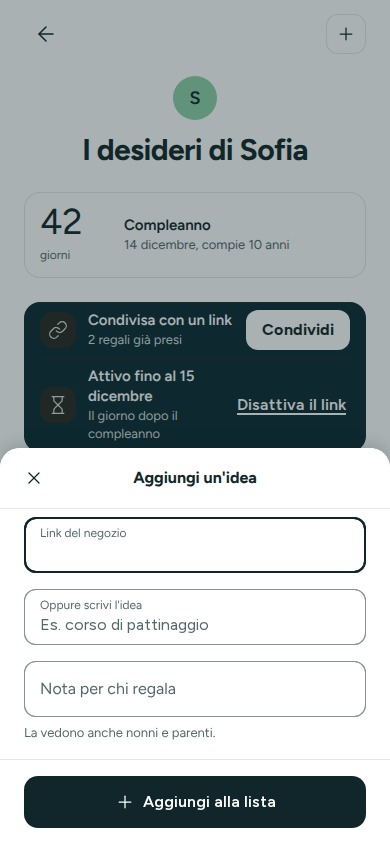 S
I desideri di Sofia
42
giorni
Compleanno
14 dicembre, compie 10 anni
Condivisa con un link
2 regali già presi
Condividi
Attivo fino al 15
dicembre
Il giorno dopo il
compleanno
Disattiva il link
Aggiungi un'idea
Link del negozio
Oppure scrivi l'idea
Es. corso di pattinaggio
Nota per chi regala
La vedono anche nonni e parenti.
Aggiungi alla lista